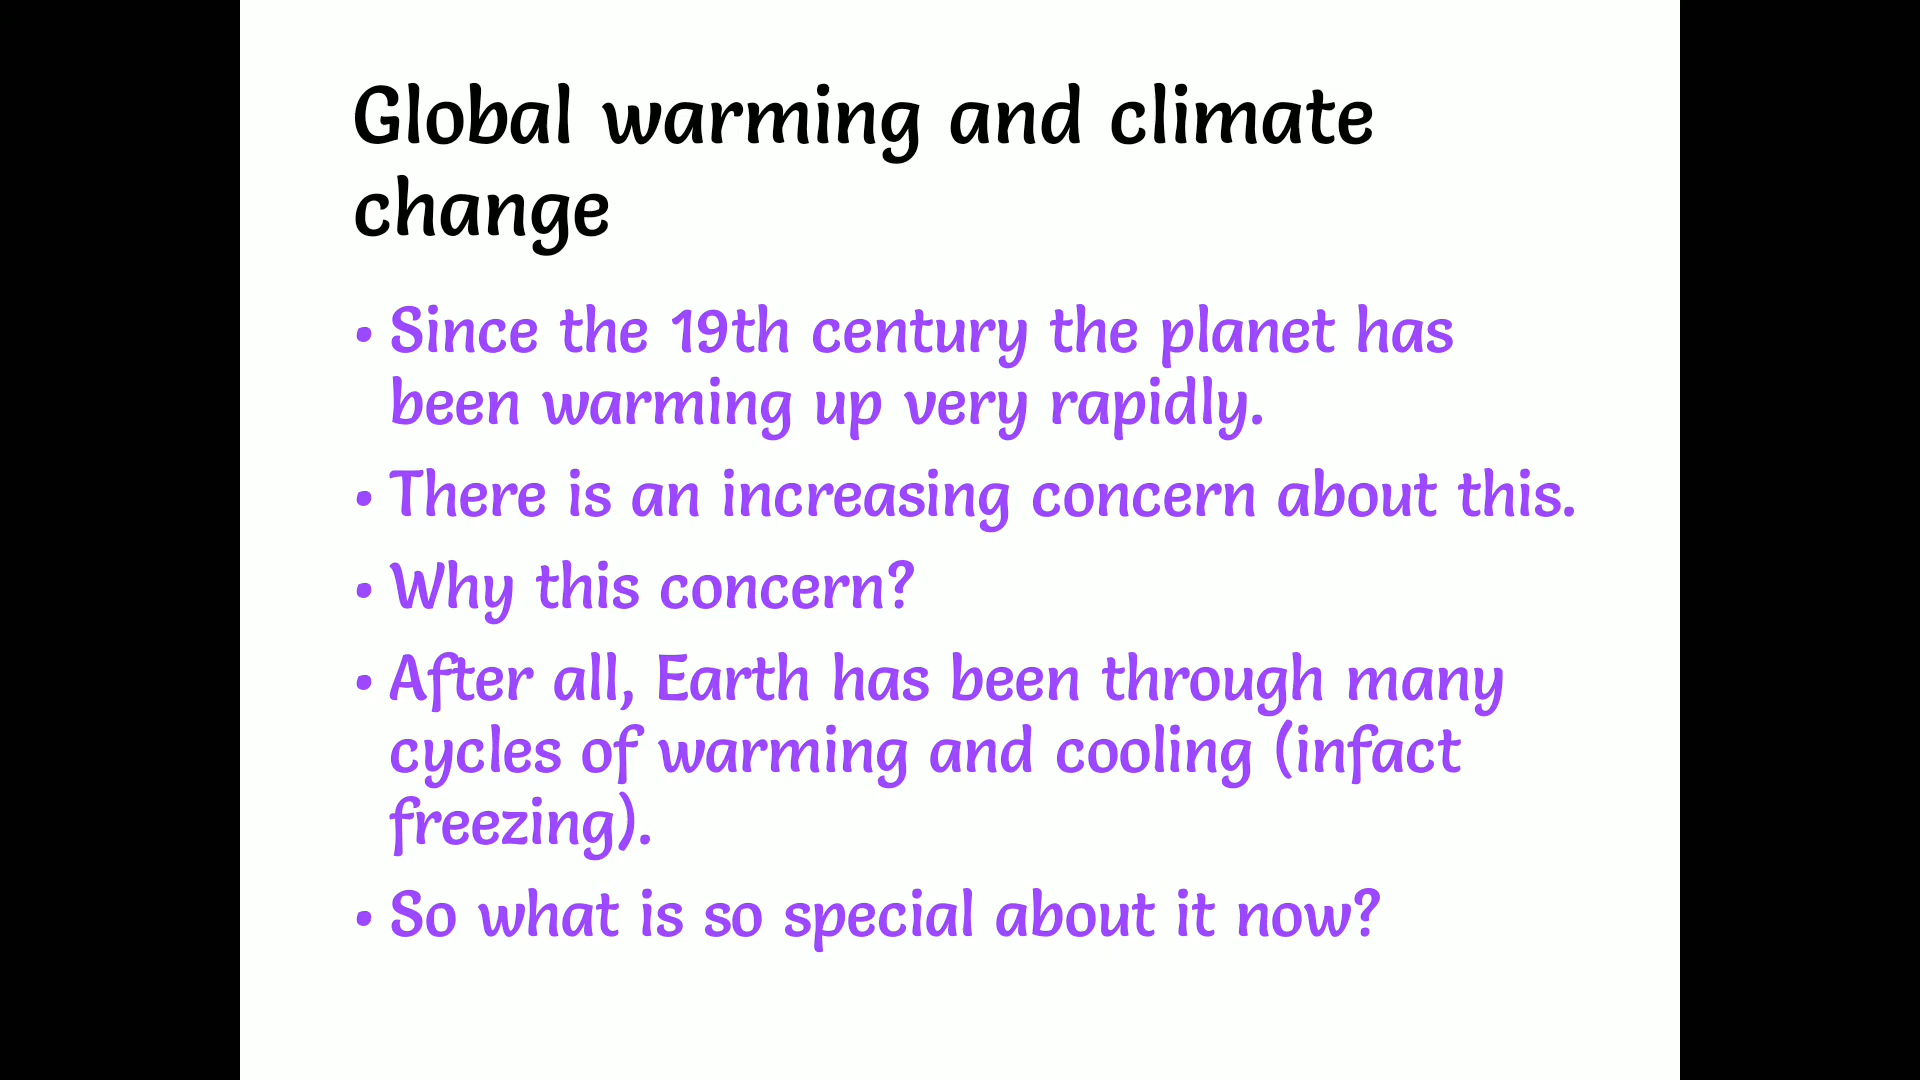 Global warming and climate
change
• Since the 19th century the planet has
been warming up very rapidly.
• There is an increasing concern about this.
• Why this concern?
• After all, Earth has been through many
cycles of warming and cooling (infact
freezing).
• So what is so special about it now?